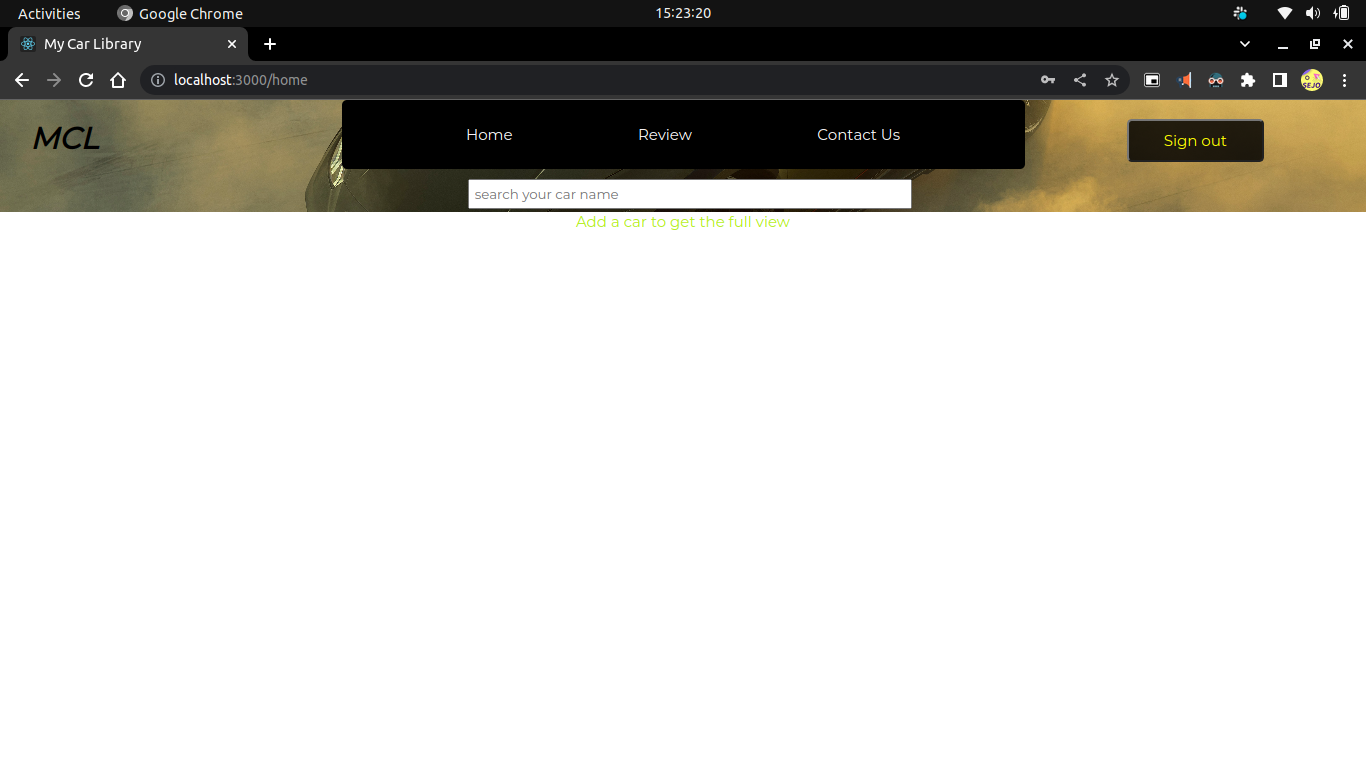 Activities Google Chrome 15:23:20
My Car Library
localhost:3000/home
SEJO
MCL Home Review Contact Us Sign out
search your car name
Add a car to get the full view